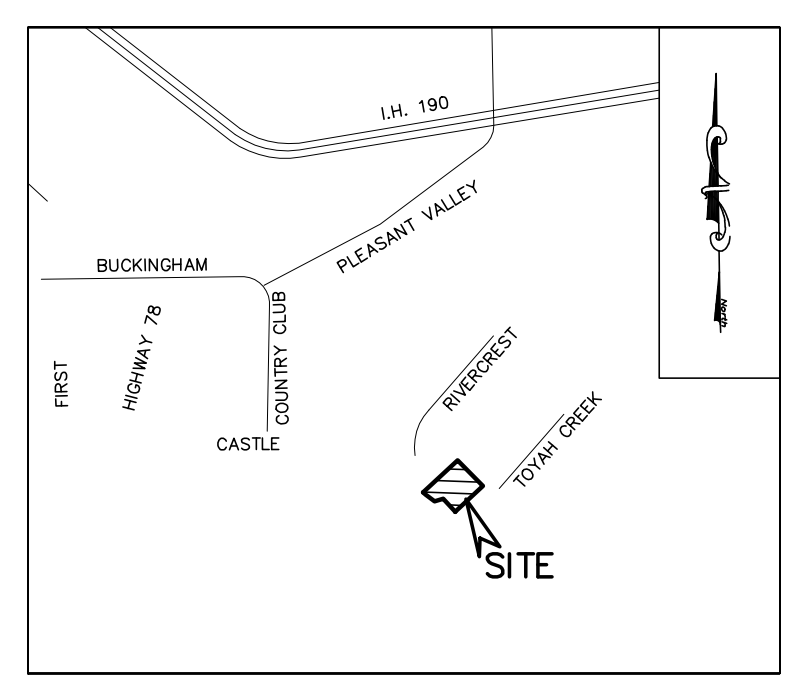 I.H. 190
PLEASANT VALLEY
BUCKINGHAM
HIGHWAY 78
COUNTRY CLUB
FIRST
CASTLE
RIVERCREST
TOYAH CREEK
SITE
North